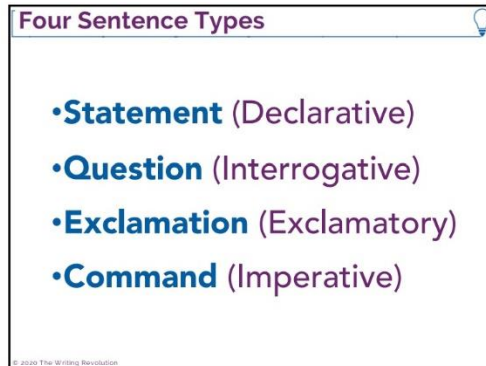 Four Sentence Types
•Statement (Declarative)
•Question (Interrogative)
•Exclamation (Exclamatory)
•Command (Imperative)
© 2020 The Writing Revolution